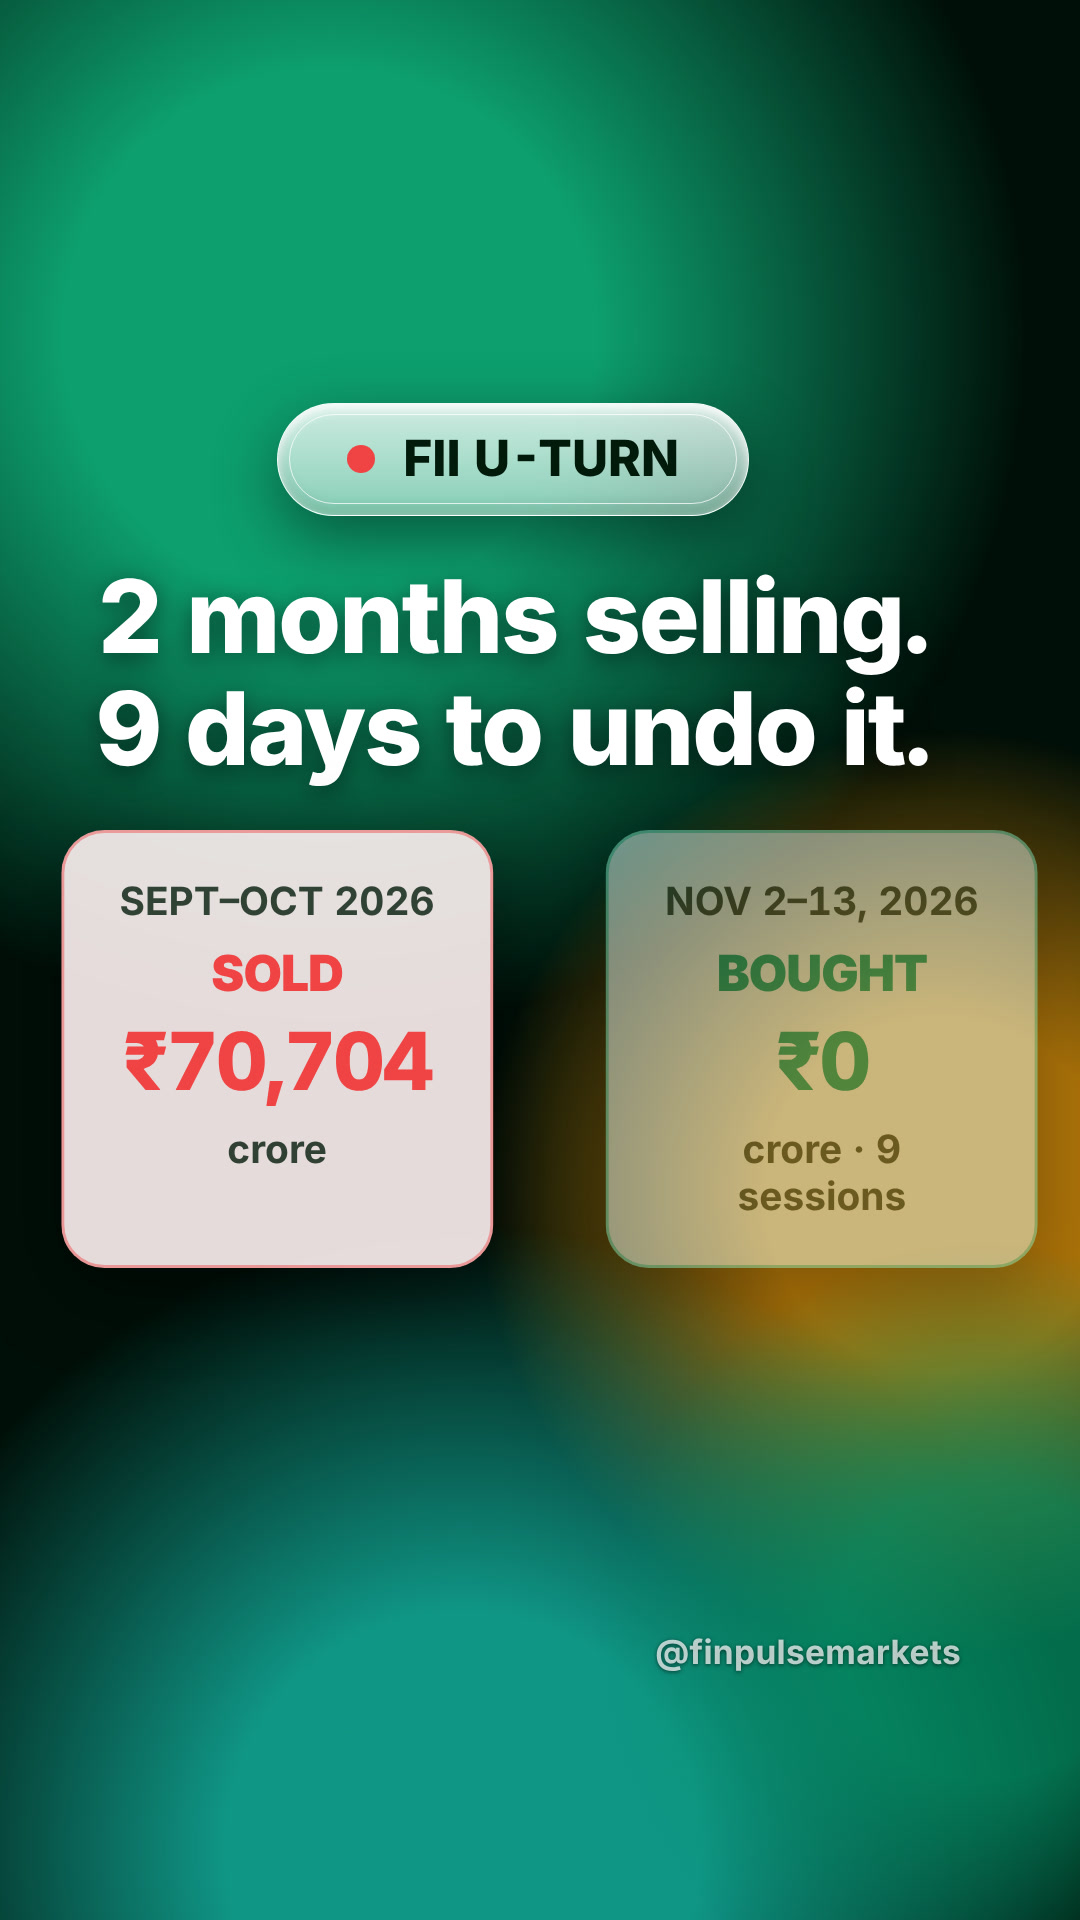 FII U-TURN
2 months selling.
9 days to undo it.
SEPT–OCT 2026
SOLD
₹70,704
crore
NOV 2–13, 2026
BOUGHT
₹0
crore · 9
sessions
@finpulsemarkets